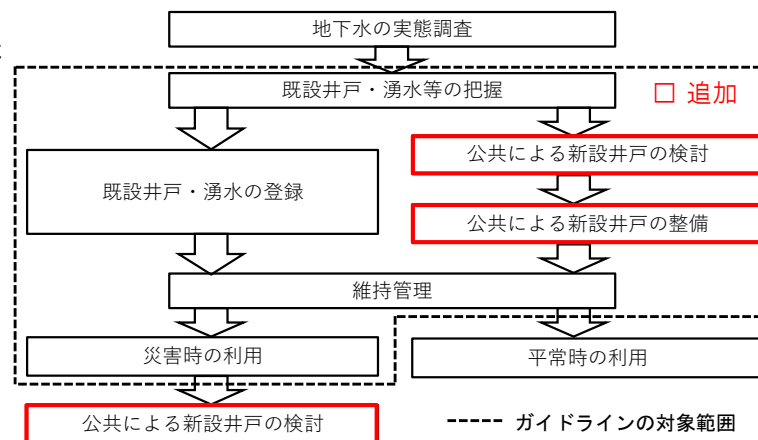 地下水の実態調査
既設井戸・湧水等の把握
□ 追加
公共による新設井戸の検討
既設井戸・湧水の登録
公共による新設井戸の整備
維持管理
災害時の利用
平常時の利用
公共による新設井戸の検討
ガイドラインの対象範囲